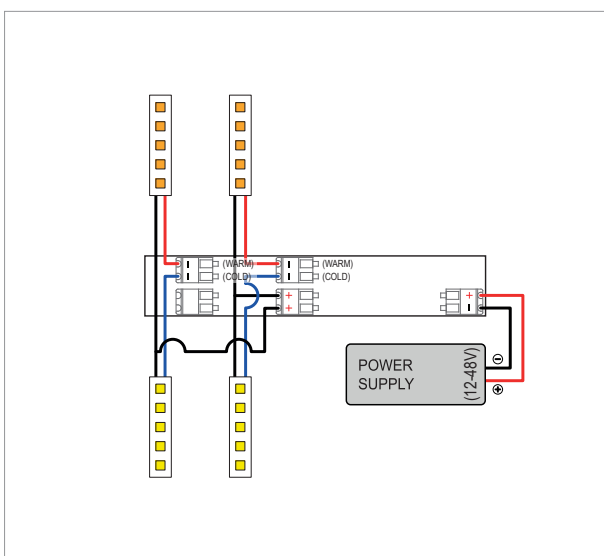 - (WARM) - (WARM)
- (COLD) - (COLD)
+ +
+ -
POWER
SUPPLY
(12-48V)
-
+